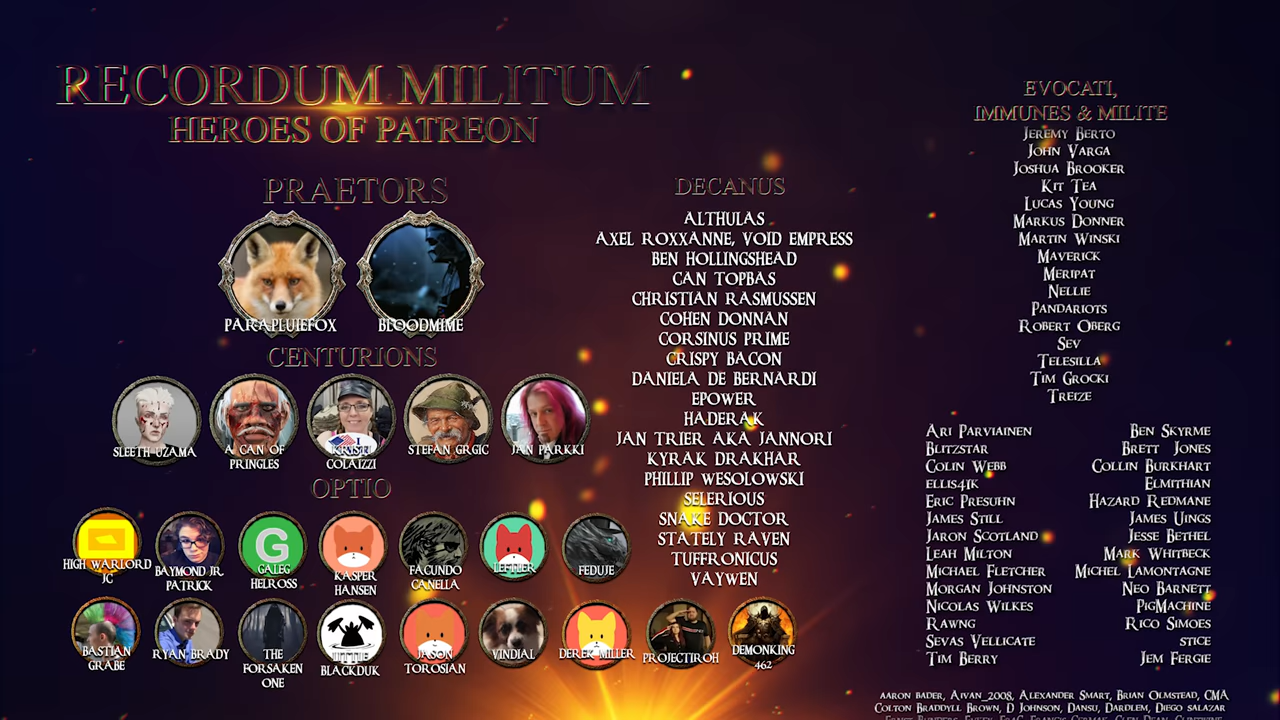 RECORDUM MILITUM
HEROES OF PATREON
PRAETORS
PARAPLUIEFOX
BLOODMIME
CENTURIONS
SLEETH UZAMA
A CAN OF
PRINGLES
I
KRISTI
COLAIZZI
STEFAN GRGIC
JAN PARKKI
OPTIO
HIGH WARLORD
JG
BAYMOND JR.
PATRICK
G
GALEG
HELROSS
KASPER
HANSEN
FACUNDO
CANELLA
LEFTLER
FEDUJE
BASTIAN
GRABE
RYAN BRADY
THE
FORSAKEN
ONE
LITTLE
BLACKDUK
JASON
TOROSIAN
VINDIAL
DEREK MILLER
PROJECTIROH
DEMONKING
462
DECANUS
ALTHULAS
AXEL ROXXANNE, VOID EMPRESS
BEN HOLLINGSHEAD
CAN TOPBAS
CHRISTIAN RASMUSSEN
COHEN DONNAN
CORSINUS PRIME
CRISPY BACON
DANIELA DE BERNARDI
EPOWER
HADERAK
JAN TRIER AKA JANNORI
KYRAK DRAKHAR
PHILLIP WESOLOWSKI
SELERIOUS
SNAKE DOCTOR
STATELY RAVEN
TUFFRONICUS
VAYWEN
EVOCATI,
IMMUNES & MILITE
JEREMY BERTO
JOHN VARGA
JOSHUA BROOKER
KIT TEA
LUCAS YOUNG
MARKUS DONNER
MARTIN WINSKI
MAVERICK
MERIPAT
NELLIE
PANDARIOTS
ROBERT OBERG
SEV
TELESILLA
TIM GROCKI
TREIZE
ARI PARVIAINEN
BLITZSTAR
COLIN WEBB
ELLIS41K
ERIC PRESUHN
JAMES STILL
JARON SCOTLAND
LEAH MILTON
MICHAEL FLETCHER
MORGAN JOHNSTON
NICOLAS WILKES
RAWNG
SEVAS VELLICATE
TIM BERRY
BEN SKYRME
BRETT JONES
COLLIN BURKHART
ELMITHIAN
HAZARD REDMANE
JAMES UINGS
JESSE BETHEL
MARK WHITBECK
MICHEL LAMONTAGNE
NEO BARNETT
PIGMACHINE
RICO SIMOES
STICE
JEM FERGIE
AARON BADER, AIVAN_2008, ALEXANDER SMART, BRIAN OLMSTEAD, CMA
COLTON BRADDYLL BROWN, D JOHNSON, DANSU, DARDLEM, DIEGO SALAZAR